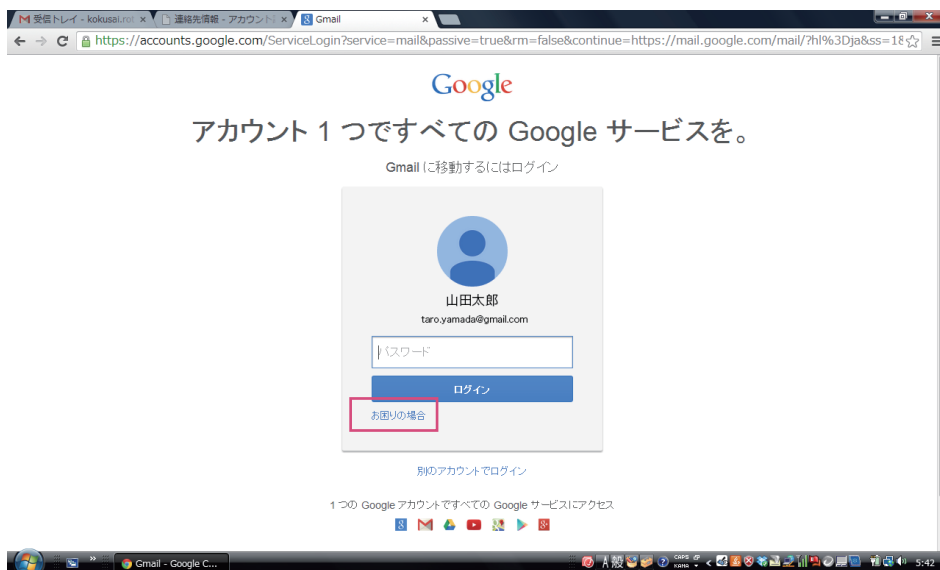 受信トレイ - kokusai.rot
連絡先情報 - アカウント
Gmail
https://accounts.google.com/ServiceLogin?service=mail&passive=true&rm=false&continue=https://mail.google.com/mail/?hl%3Dja&ss=18
Google
アカウント 1 つですべての Google サービスを。
Gmail に移動するにはログイン
山田太郎
taro.yamada@gmail.com
パスワード
ログイン
お困りの場合
別のアカウントでログイン
1 つの Google アカウントですべての Google サービスにアクセス
Gmail - Google C...
A 般
CAPS
KANA
5:42